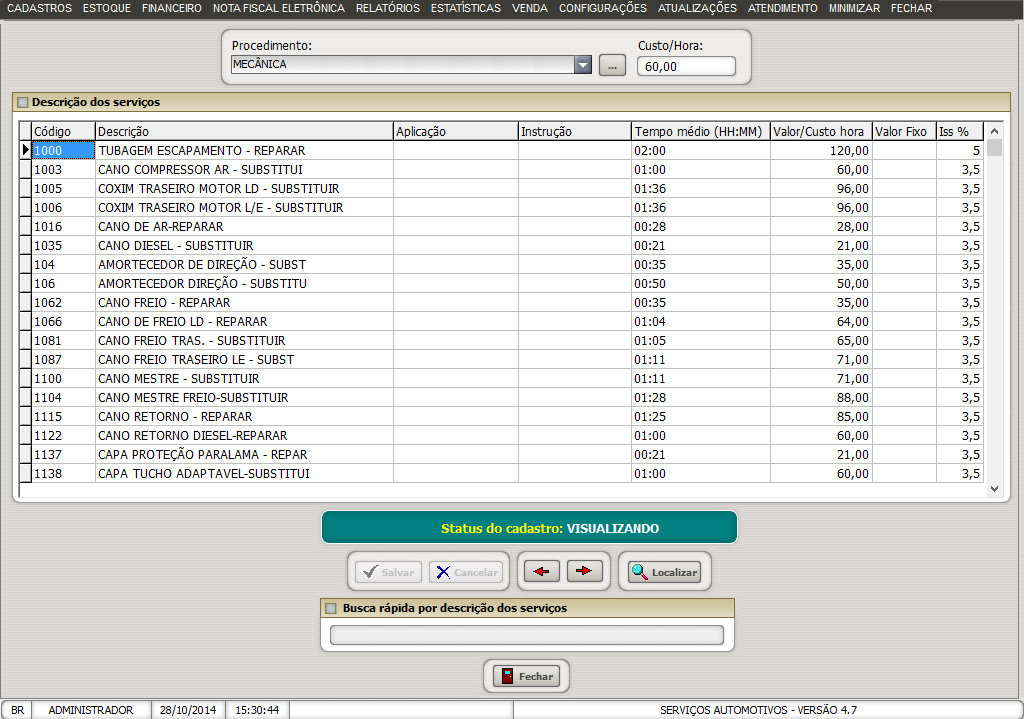 CADASTROS ESTOQUE FINANCEIRO NOTA FISCAL ELETRÔNICA RELATÓRIOS ESTATÍSTICAS VENDA CONFIGURAÇÕES ATUALIZAÇÕES ATENDIMENTO MINIMIZAR FECHAR
Procedimento: Custo/Hora:
MECÂNICA ... 60,00
Descrição dos serviços
Código Descrição Aplicação Instrução Tempo médio (HH:MM) Valor/Custo hora Valor Fixo Iss %
1000 TUBAGEM ESCAPAMENTO - REPARAR 02:00 120,00 5
1003 CANO COMPRESSOR AR - SUBSTITUI 01:00 60,00 3,5
1005 COXIM TRASEIRO MOTOR LD - SUBSTITUIR 01:36 96,00 3,5
1006 COXIM TRASEIRO MOTOR L/E - SUBSTITUIR 01:36 96,00 3,5
1016 CANO DE AR-REPARAR 00:28 28,00 3,5
1035 CANO DIESEL - SUBSTITUIR 00:21 21,00 3,5
104 AMORTECEDOR DE DIREÇÃO - SUBST 00:35 35,00 3,5
106 AMORTECEDOR DIREÇÃO - SUBSTITU 00:50 50,00 3,5
1062 CANO FREIO - REPARAR 00:35 35,00 3,5
1066 CANO DE FREIO LD - REPARAR 01:04 64,00 3,5
1081 CANO FREIO TRAS. - SUBSTITUIR 01:05 65,00 3,5
1087 CANO FREIO TRASEIRO LE - SUBST 01:11 71,00 3,5
1100 CANO MESTRE - SUBSTITUIR 01:11 71,00 3,5
1104 CANO MESTRE FREIO-SUBSTITUIR 01:28 88,00 3,5
1115 CANO RETORNO - REPARAR 01:25 85,00 3,5
1122 CANO RETORNO DIESEL-REPARAR 01:00 60,00 3,5
1137 CAPA PROTEÇÃO PARALAMA - REPAR 00:21 21,00 3,5
1138 CAPA TUCHO ADAPTAVEL-SUBSTITUI 01:00 60,00 3,5
Status do cadastro: VISUALIZANDO
Salvar Cancelar Localizar
Busca rápida por descrição dos serviços
Fechar
BR ADMINISTRADOR 28/10/2014 15:30:44 SERVIÇOS AUTOMOTIVOS - VERSÃO 4.7